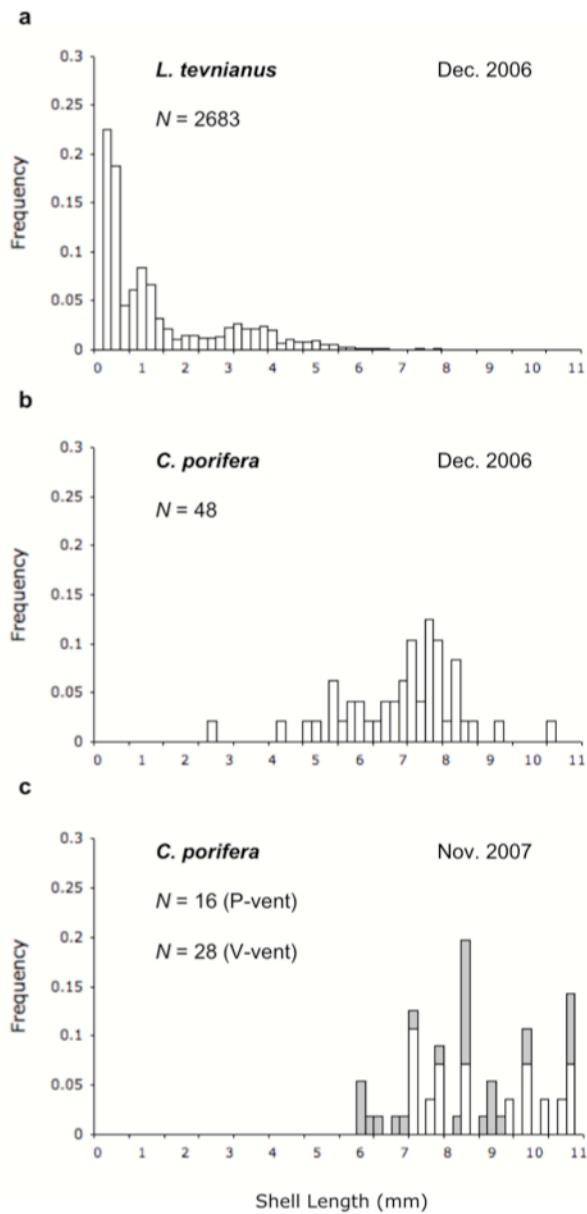 a
L. tevnianus Dec. 2006
N = 2683
Frequency
0.3
0.25
0.2
0.15
0.1
0.05
0
0 1 2 3 4 5 6 7 8 9 10 11
b
C. porifera Dec. 2006
N = 48
Frequency
0.3
0.25
0.2
0.15
0.1
0.05
0
0 1 2 3 4 5 6 7 8 9 10 11
c
C. porifera Nov. 2007
N = 16 (P-vent)
N = 28 (V-vent)
Frequency
0.3
0.25
0.2
0.15
0.1
0.05
0
0 1 2 3 4 5 6 7 8 9 10 11
Shell Length (mm)